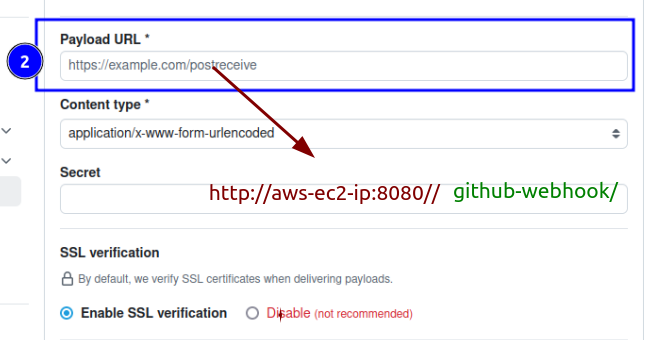 2
Payload URL *
https://example.com/postreceive
Content type *
application/x-www-form-urlencoded
Secret
http://aws-ec2-ip:8080// github-webhook/
SSL verification
By default, we verify SSL certificates when delivering payloads.
Enable SSL verification Disable (not recommended)